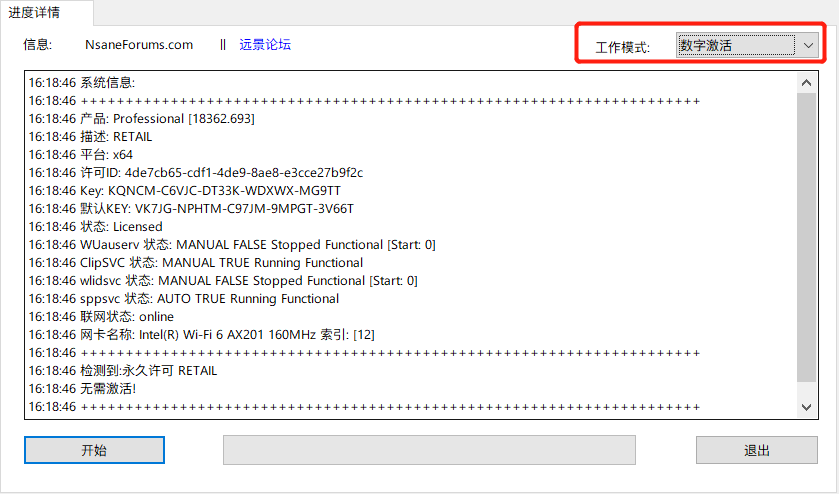 进度详情
信息: NsaneForums.com || 远景论坛 工作模式: 数字激活
16:18:46 系统信息:
16:18:46 +++++++++++++++++++++++++++++++++++++++++++++++++++++++++++++++++++++
16:18:46 产品: Professional [18362.693]
16:18:46 描述: RETAIL
16:18:46 平台: x64
16:18:46 许可ID: 4de7cb65-cdf1-4de9-8ae8-e3cce27b9f2c
16:18:46 Key: KQNCM-C6VJC-DT33K-WDXWX-MG9TT
16:18:46 默认KEY: VK7JG-NPHTM-C97JM-9MPGT-3V66T
16:18:46 状态: Licensed
16:18:46 WUauserv 状态: MANUAL FALSE Stopped Functional [Start: 0]
16:18:46 ClipSVC 状态: MANUAL TRUE Running Functional
16:18:46 wlidsvc 状态: MANUAL FALSE Stopped Functional [Start: 0]
16:18:46 sppsvc 状态: AUTO TRUE Running Functional
16:18:46 联网状态: online
16:18:46 网卡名称: Intel(R) Wi-Fi 6 AX201 160MHz 索引: [12]
16:18:46 +++++++++++++++++++++++++++++++++++++++++++++++++++++++++++++++++++++
16:18:46 检测到:永久许可 RETAIL
16:18:46 无需激活!
16:18:46 +++++++++++++++++++++++++++++++++++++++++++++++++++++++++++++++++++++
开始 退出